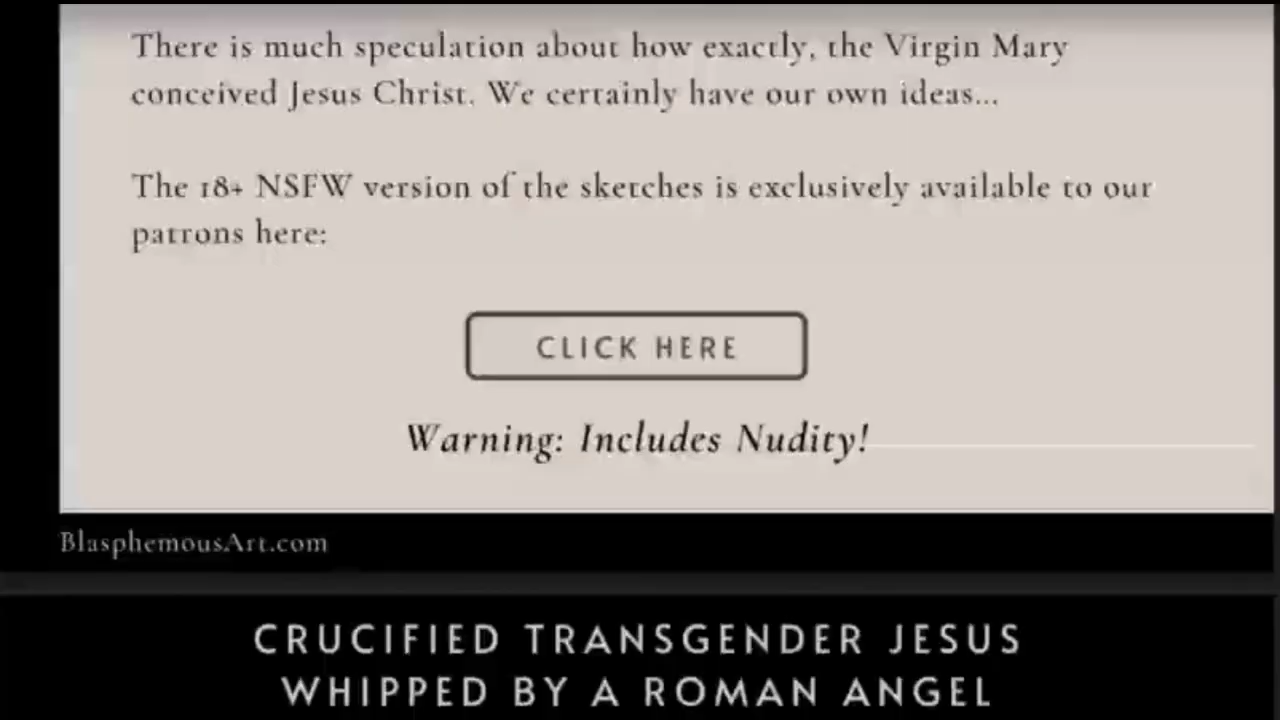 There is much speculation about how exactly, the Virgin Mary
conceived Jesus Christ. We certainly have our own ideas...
The 18+ NSFW version of the sketches is exclusively available to our
patrons here:
CLICK HERE
Warning: Includes Nudity!
BlasphemousArt.com
CRUCIFIED TRANSGENDER JESUS
WHIPPED BY A ROMAN ANGEL